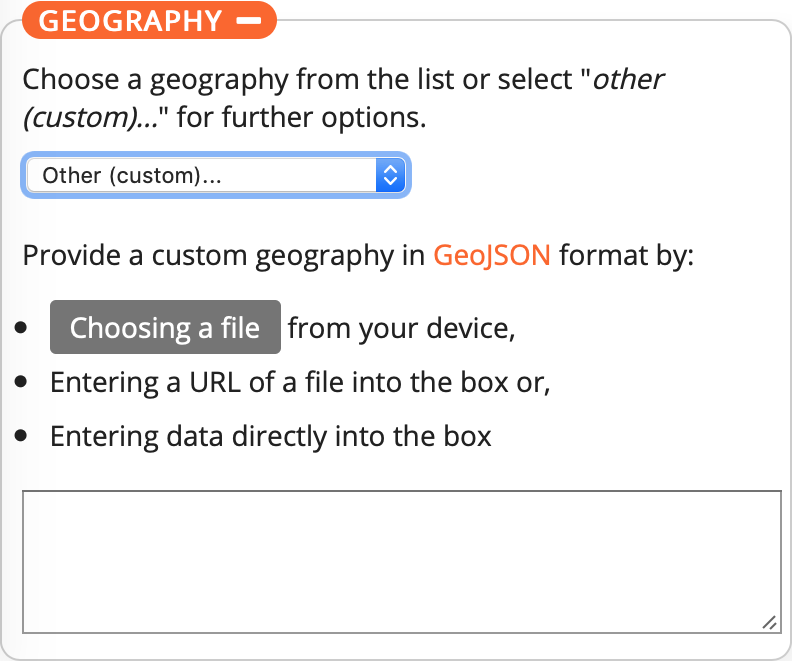 GEOGRAPHY −
Choose a geography from the list or select "other
(custom)..." for further options.
Other (custom)...
Provide a custom geography in GeoJSON format by:
• Choosing a file from your device,
• Entering a URL of a file into the box or,
• Entering data directly into the box